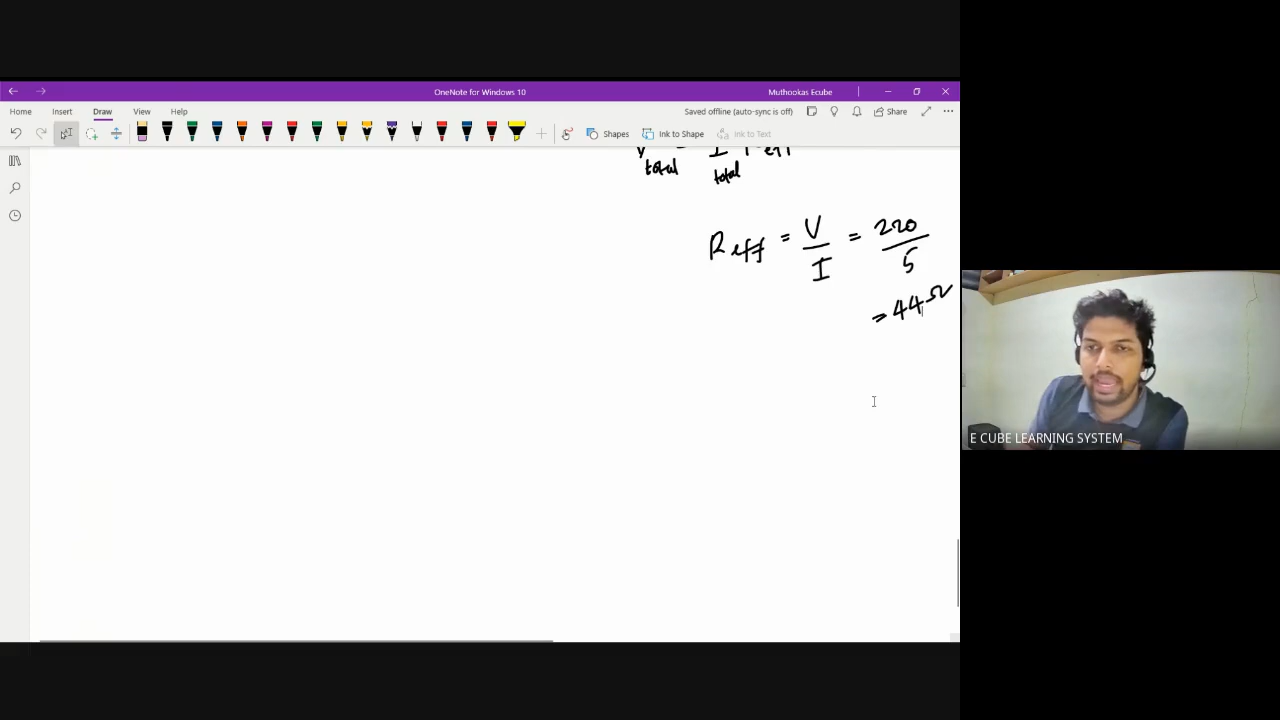 OneNote for Windows 10
Muthookas Ecube
Home Insert Draw View Help
Saved offline (auto-sync is off)
Share
Shapes
Ink to Shape
Ink to Text
total total
R eff = V/I = 220/5
= 44Ω
E CUBE LEARNING SYSTEM